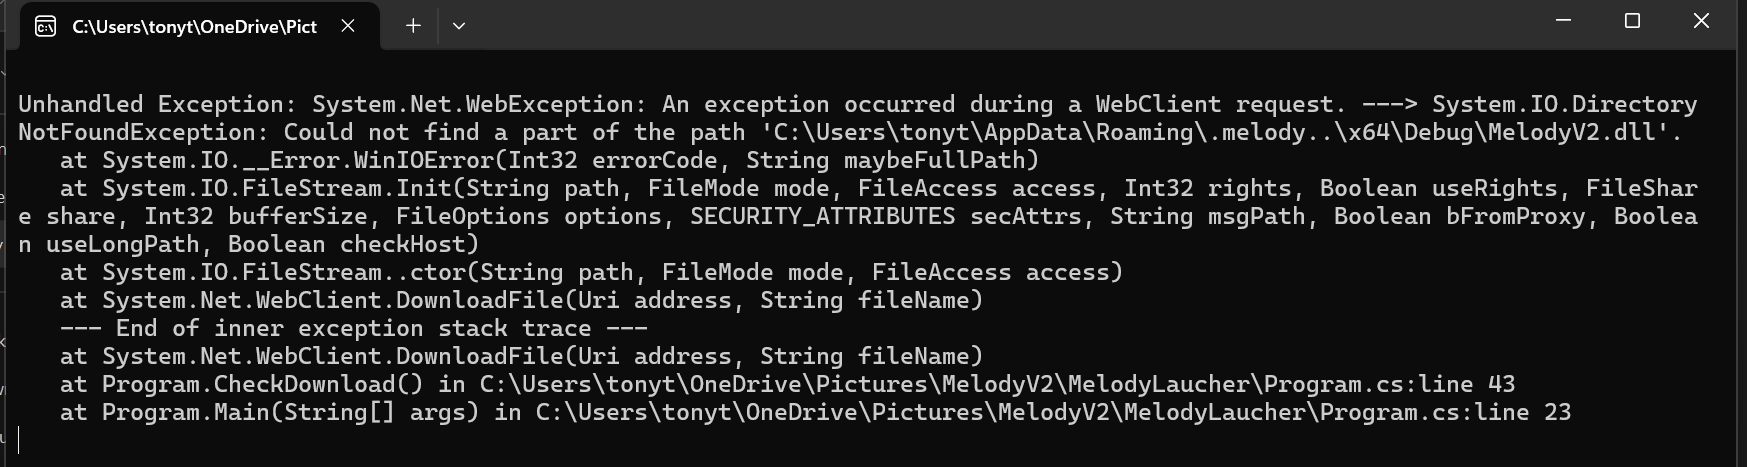 C:\Users\tonyt\OneDrive\Pict
Unhandled Exception: System.Net.WebException: An exception occurred during a WebClient request. ---> System.IO.Directory
NotFoundException: Could not find a part of the path 'C:\Users\tonyt\AppData\Roaming\.melody..\x64\Debug\MelodyV2.dll'.
   at System.IO.__Error.WinIOError(Int32 errorCode, String maybeFullPath)
   at System.IO.FileStream.Init(String path, FileMode mode, FileAccess access, Int32 rights, Boolean useRights, FileShar
e share, Int32 bufferSize, FileOptions options, SECURITY_ATTRIBUTES secAttrs, String msgPath, Boolean bFromProxy, Boolea
n useLongPath, Boolean checkHost)
   at System.IO.FileStream..ctor(String path, FileMode mode, FileAccess access)
   at System.Net.WebClient.DownloadFile(Uri address, String fileName)
   --- End of inner exception stack trace ---
   at System.Net.WebClient.DownloadFile(Uri address, String fileName)
   at Program.CheckDownload() in C:\Users\tonyt\OneDrive\Pictures\MelodyV2\MelodyLaucher\Program.cs:line 43
   at Program.Main(String[] args) in C:\Users\tonyt\OneDrive\Pictures\MelodyV2\MelodyLaucher\Program.cs:line 23